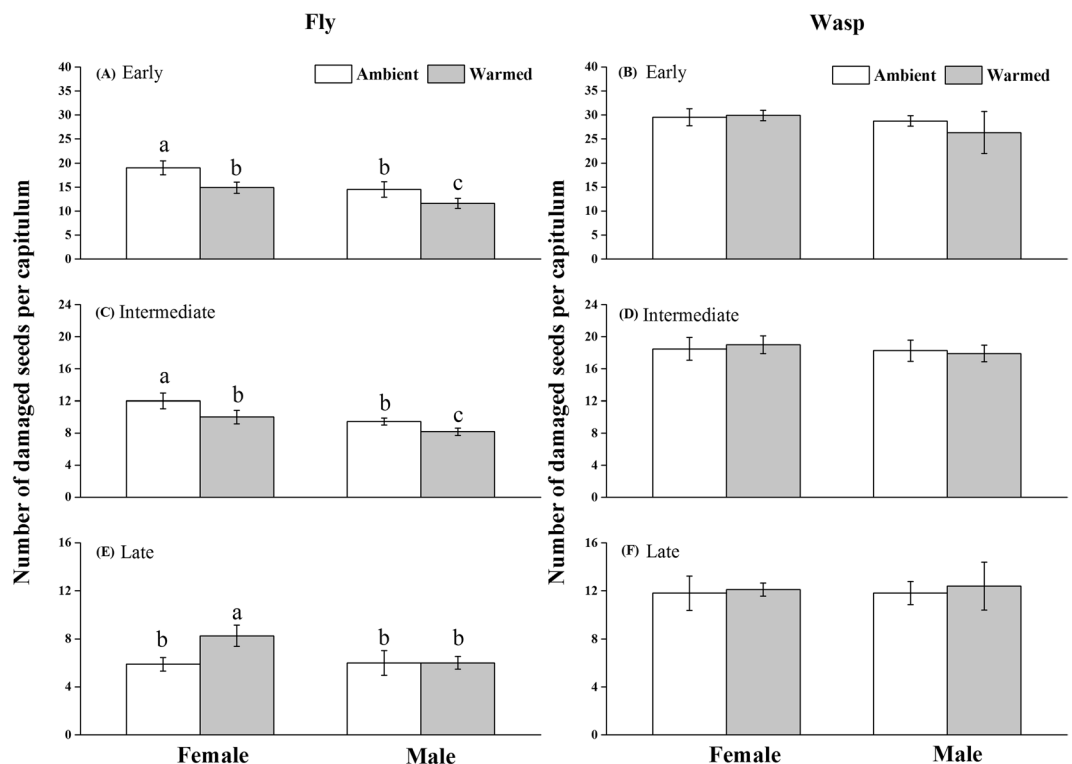 Fly
Wasp
Number of damaged seeds per capitulum
(A) Early
Ambient
Warmed
40
35
30
25
20
15
10
5
0
a
b
b
c
(C) Intermediate
24
20
16
12
8
4
0
a
b
b
c
(E) Late
16
12
8
4
0
b
a
b
b
Female
Male
Number of damaged seeds per capitulum
(B) Early
Ambient
Warmed
40
35
30
25
20
15
10
5
0
(D) Intermediate
24
20
16
12
8
4
0
(F) Late
16
12
8
4
0
Female
Male